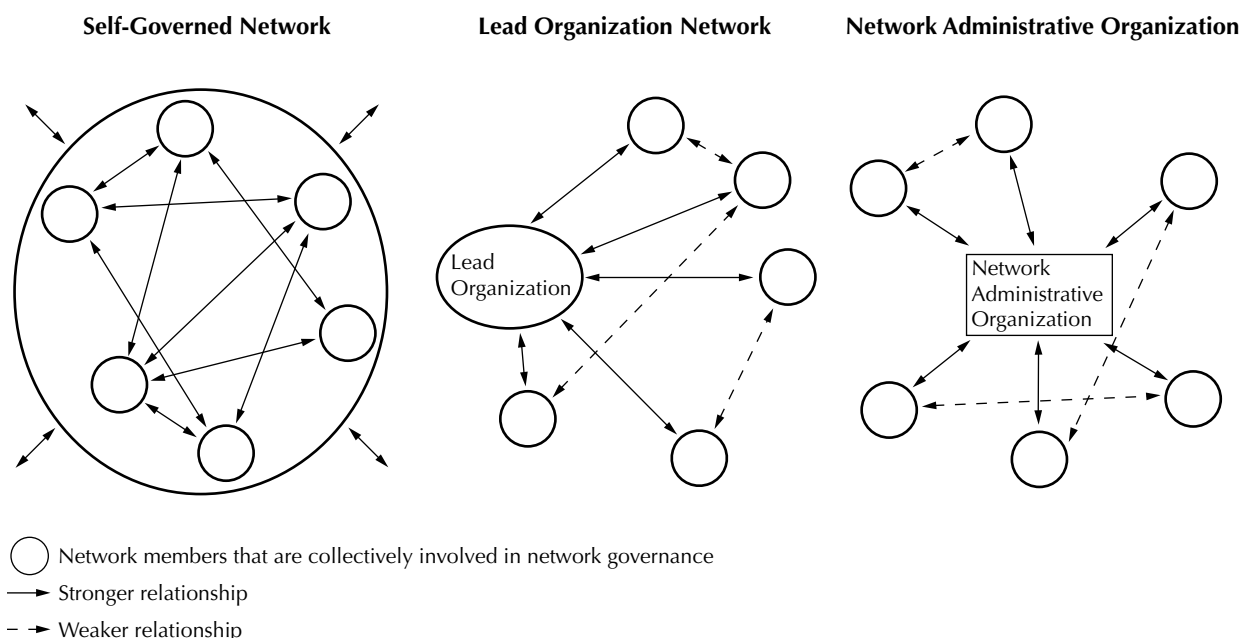 Self-Governed Network
Lead Organization Network
Network Administrative Organization
Lead
Organization
Network
Administrative
Organization
Network members that are collectively involved in network governance
Stronger relationship
Weaker relationship